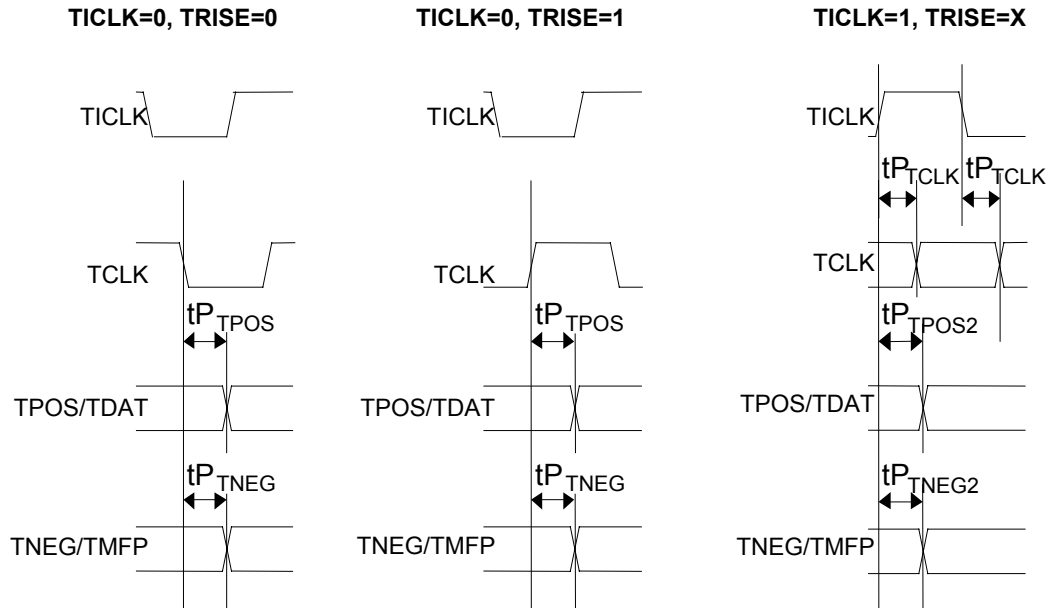 TICLK=0, TRISE=0
TICLK
TCLK
tPTPOS
TPOS/TDAT
tPTNEG
TNEG/TMFP
TICLK=0, TRISE=1
TICLK
TCLK
tPTPOS
TPOS/TDAT
tPTNEG
TNEG/TMFP
TICLK=1, TRISE=X
TICLK
tPTCLK tPTCLK
TCLK
tPTPOS2
TPOS/TDAT
tPTNEG2
TNEG/TMFP